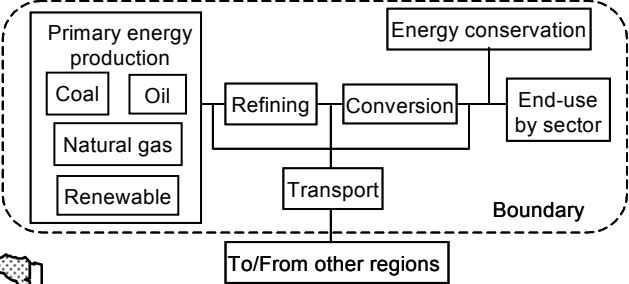 Primary energy
production
Coal
Oil
Natural gas
Renewable
Refining
Conversion
Energy conservation
End-use
by sector
Transport
Boundary
To/From other regions